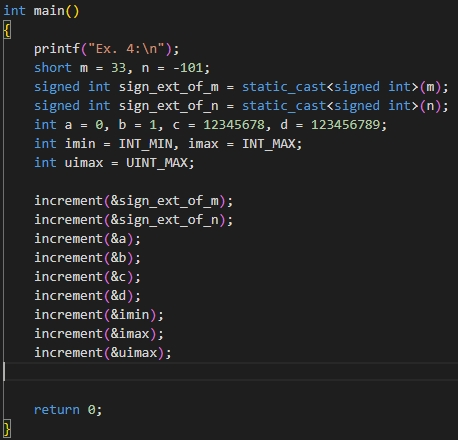 int main()
{
    printf("Ex. 4:\n");
    short m = 33, n = -101;
    signed int sign_ext_of_m = static_cast<signed int>(m);
    signed int sign_ext_of_n = static_cast<signed int>(n);
    int a = 0, b = 1, c = 12345678, d = 123456789;
    int imin = INT_MIN, imax = INT_MAX;
    int uimax = UINT_MAX;

    increment(&sign_ext_of_m);
    increment(&sign_ext_of_n);
    increment(&a);
    increment(&b);
    increment(&c);
    increment(&d);
    increment(&imin);
    increment(&imax);
    increment(&uimax);


    return 0;
}